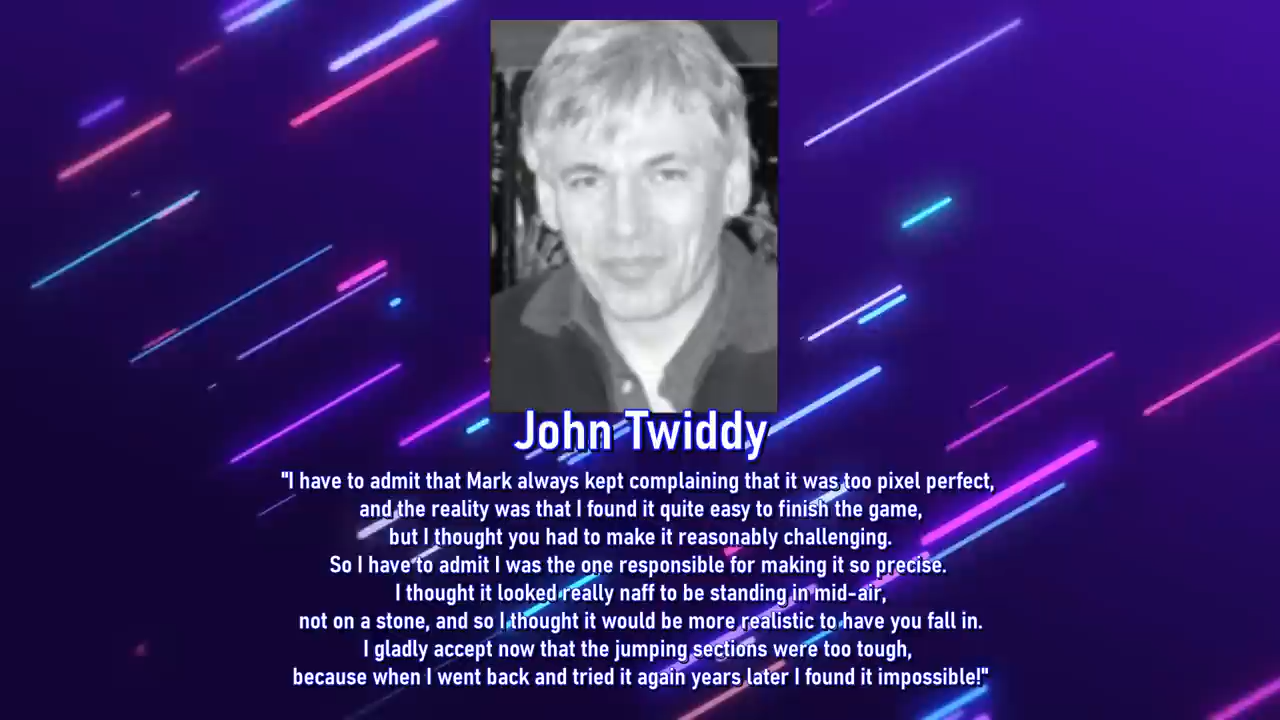 John Twiddy
"I have to admit that Mark always kept complaining that it was too pixel perfect,
and the reality was that I found it quite easy to finish the game,
but I thought you had to make it reasonably challenging.
So I have to admit I was the one responsible for making it so precise.
I thought it looked really naff to be standing in mid-air,
not on a stone, and so I thought it would be more realistic to have you fall in.
I gladly accept now that the jumping sections were too tough,
because when I went back and tried it again years later I found it impossible!"